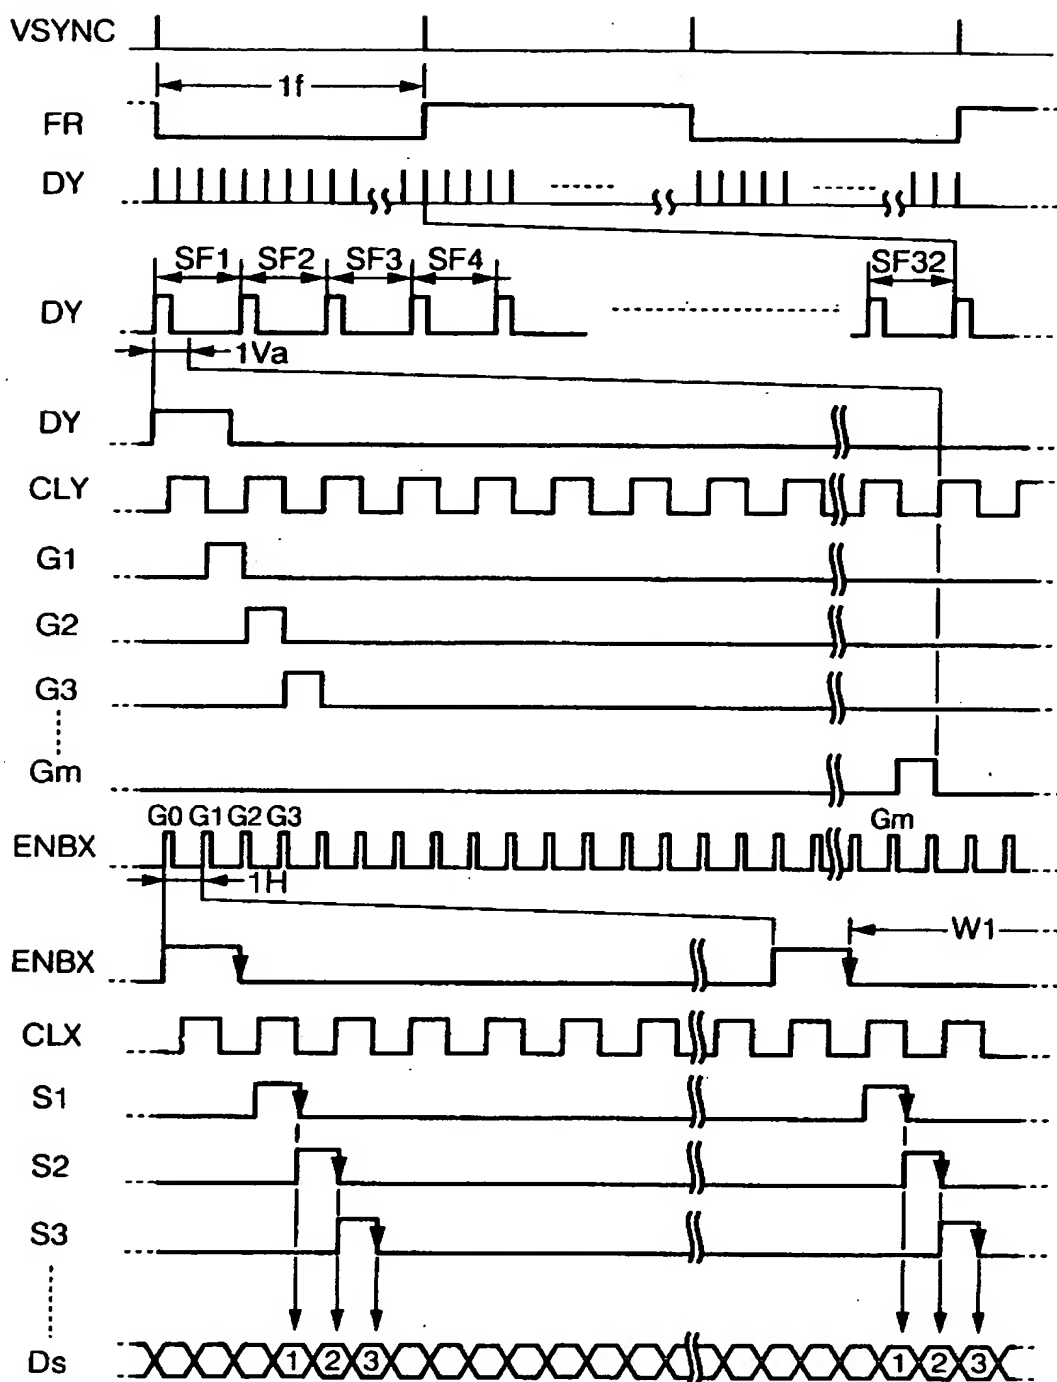 VSYNC
1f
FR
DY
SF1 SF2 SF3 SF4 SF32
DY
1Va
DY
CLY
G1
G2
G3
Gm
G0 G1 G2 G3 Gm
ENBX
1H
W1
ENBX
CLX
S1
S2
S3
Ds 1 2 3 1 2 3